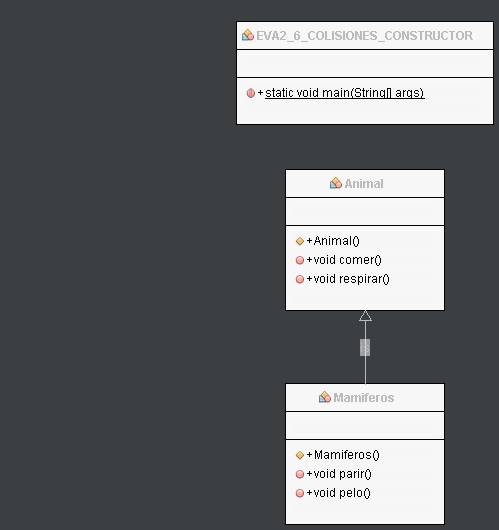 EVA2_6_COLISIONES_CONSTRUCTOR
+static void main(String[] args)
Animal
+Animal()
+void comer()
+void respirar()
Mamiferos
+Mamiferos()
+void parir()
+void pelo()